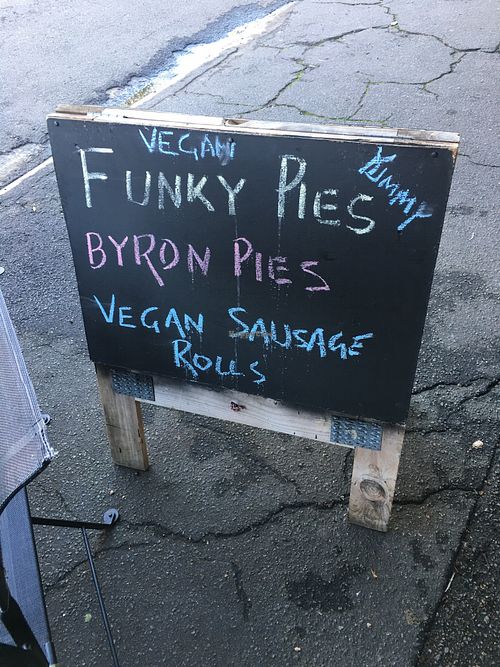 VEGAN
FUNKY PIES
YUMMY
BYRON PIES
VEGAN SAUSAGE
ROLLS